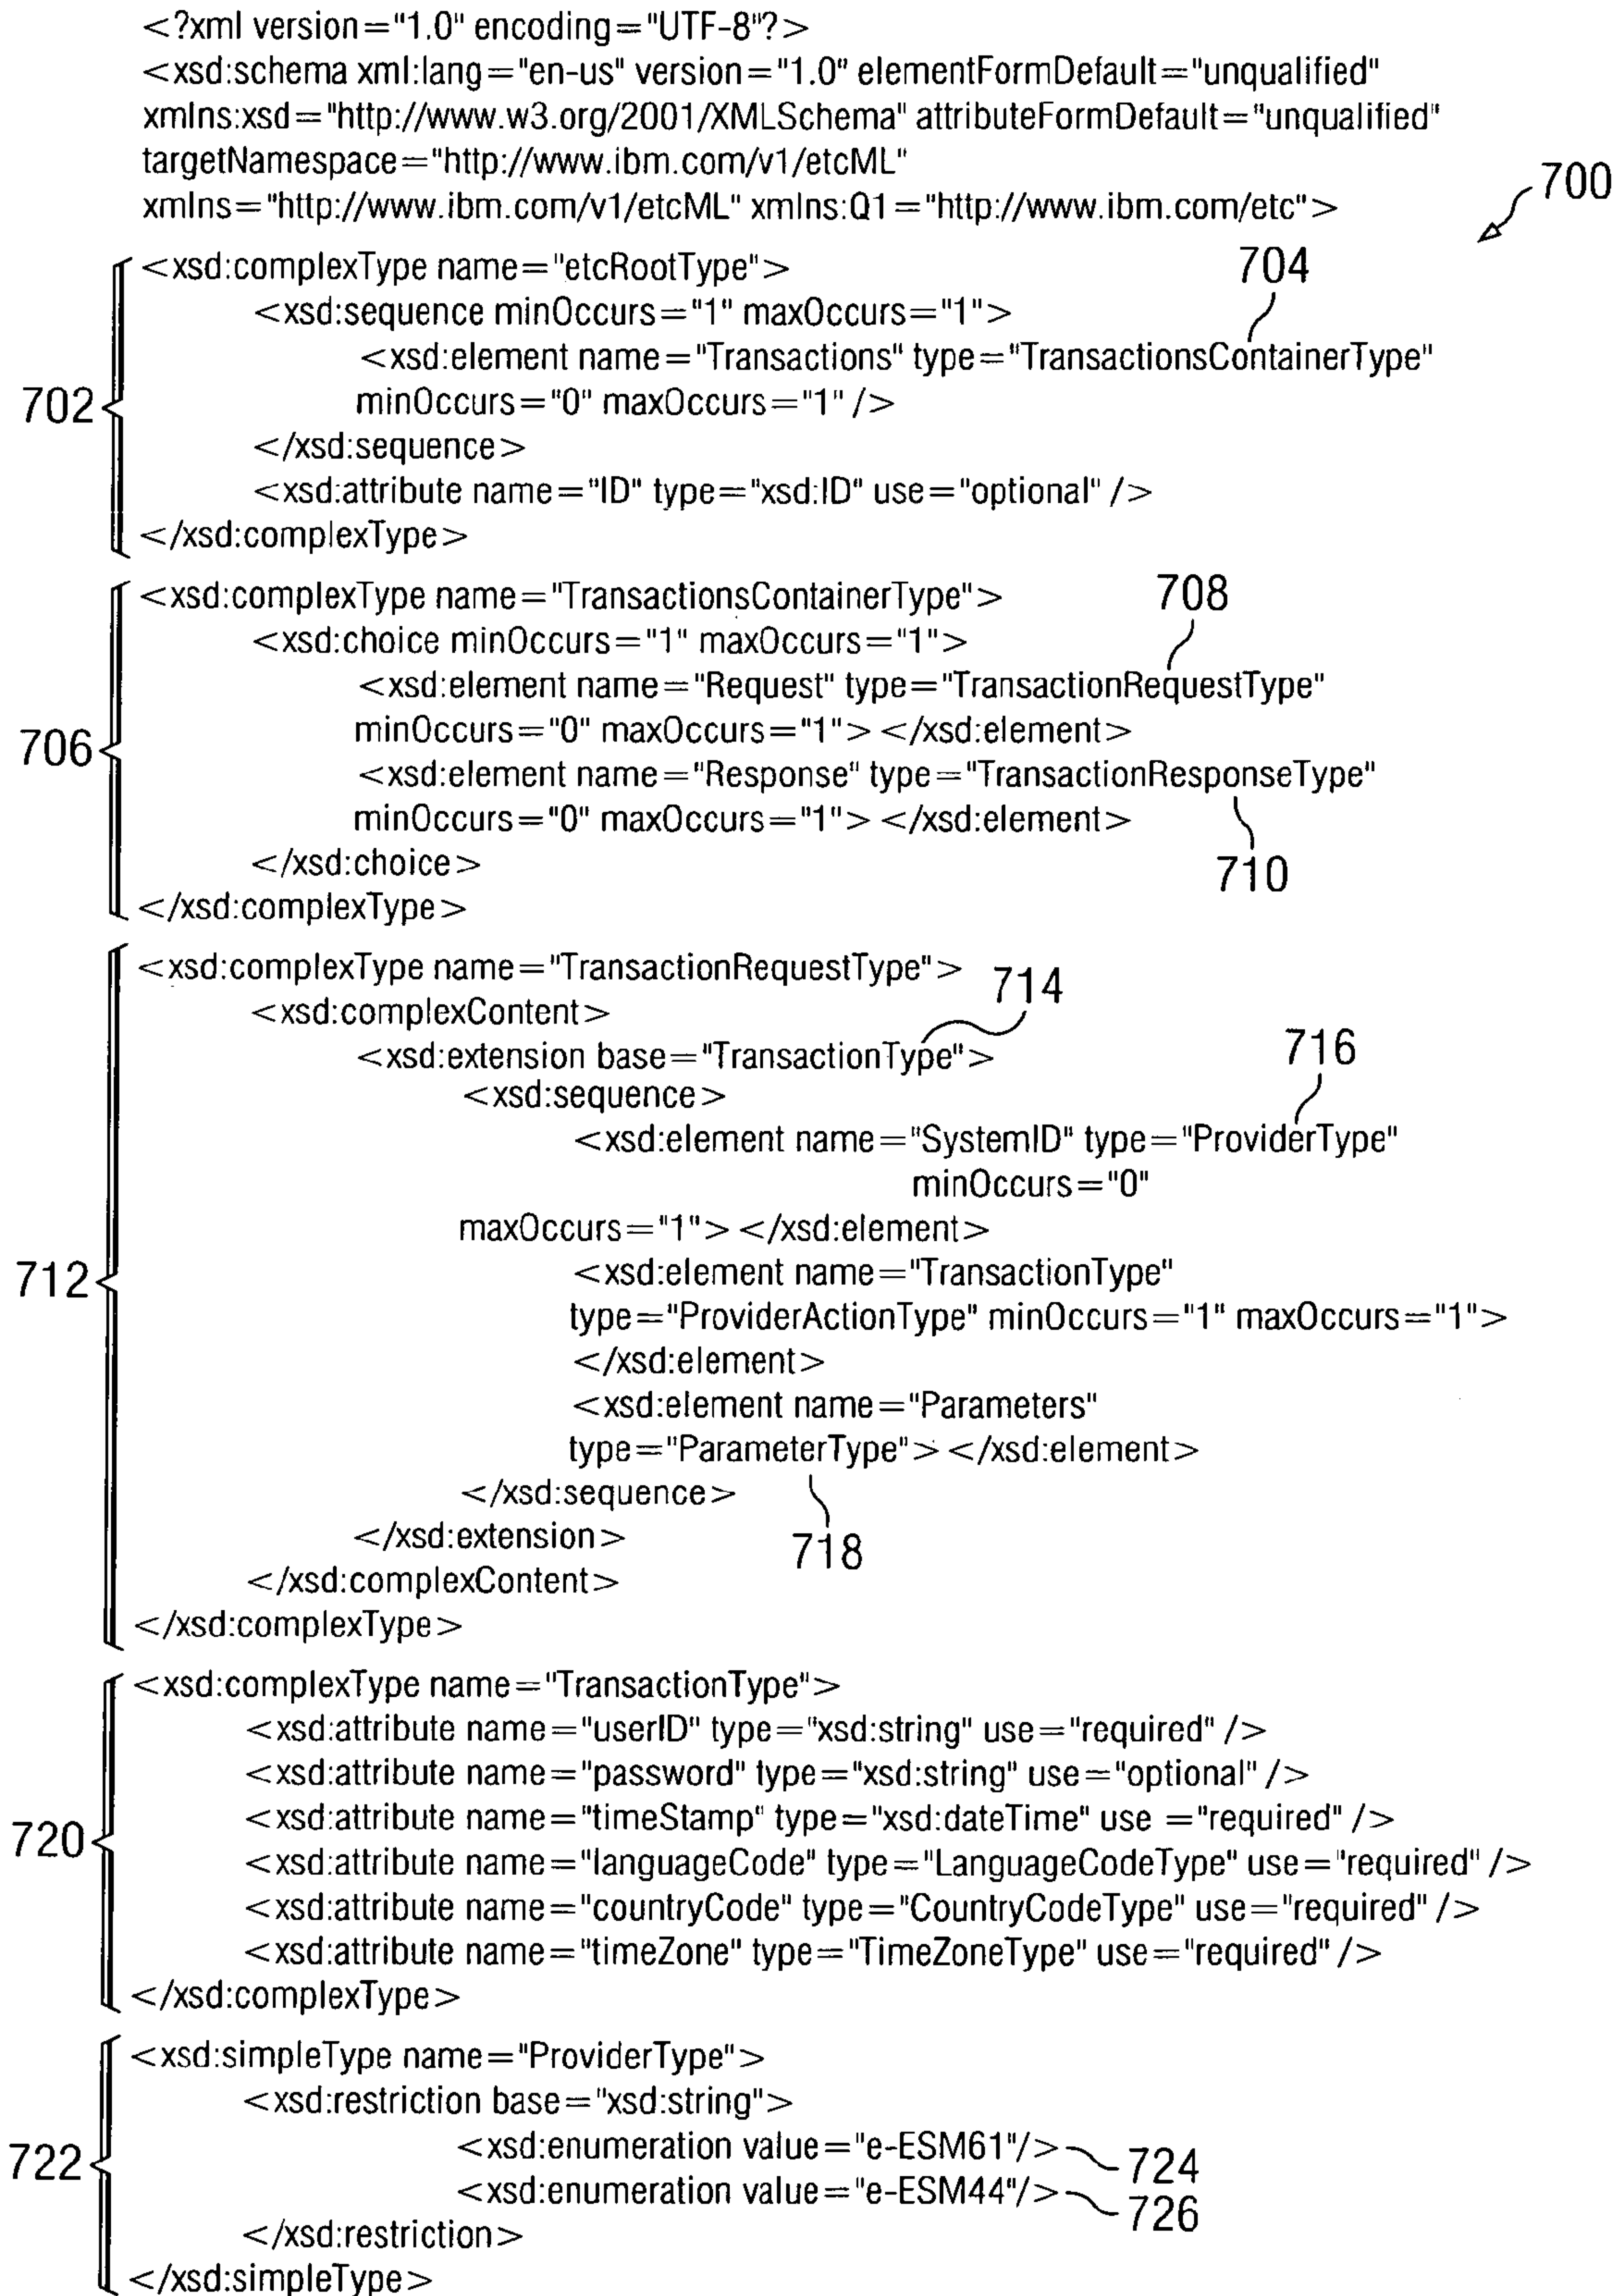 <?xml version="1.0" encoding="UTF-8"?>
<xsd:schema xml:lang="en-us" version="1.0" elementFormDefault="unqualified"
xmlns:xsd="http://www.w3.org/2001/XMLSchema" attributeFormDefault="unqualified"
targetNamespace="http://www.ibm.com/v1/etcML"
xmlns="http://www.ibm.com/v1/etcML" xmlns:Q1="http://www.ibm.com/etc">
700
<xsd:complexType name="etcRootType">
704
<xsd:sequence minOccurs="1" maxOccurs="1">
<xsd:element name="Transactions" type="TransactionsContainerType"
702
minOccurs="0" maxOccurs="1" />
</xsd:sequence>
<xsd:attribute name="ID" type="xsd:ID" use="optional" />
</xsd:complexType>
<xsd:complexType name="TransactionsContainerType">
708
<xsd:choice minOccurs="1" maxOccurs="1">
<xsd:element name="Request" type="TransactionRequestType"
minOccurs="0" maxOccurs="1"> </xsd:element>
706
<xsd:element name="Response" type="TransactionResponseType"
minOccurs="0" maxOccurs="1"> </xsd:element>
</xsd:choice>
710
</xsd:complexType>
<xsd:complexType name="TransactionRequestType">
714
<xsd:complexContent>
<xsd:extension base="TransactionType">
716
<xsd:sequence>
<xsd:element name="SystemID" type="ProviderType"
minOccurs="0"
maxOccurs="1"> </xsd:element>
712
<xsd:element name="TransactionType"
type="ProviderActionType" minOccurs="1" maxOccurs="1">
</xsd:element>
<xsd:element name="Parameters"
type="ParameterType"> </xsd:element>
</xsd:sequence>
</xsd:extension>
718
</xsd:complexContent>
</xsd:complexType>
<xsd:complexType name="TransactionType">
<xsd:attribute name="userID" type="xsd:string" use="required" />
<xsd:attribute name="password" type="xsd:string" use="optional" />
<xsd:attribute name="timeStamp" type="xsd:dateTime" use ="required" />
720
<xsd:attribute name="languageCode" type="LanguageCodeType" use="required" />
<xsd:attribute name="countryCode" type="CountryCodeType" use="required" />
<xsd:attribute name="timeZone" type="TimeZoneType" use="required" />
</xsd:complexType>
<xsd:simpleType name="ProviderType">
<xsd:restriction base="xsd:string">
722
<xsd:enumeration value="e-ESM61"/> 724
<xsd:enumeration value="e-ESM44"/> 726
</xsd:restriction>
</xsd:simpleType>